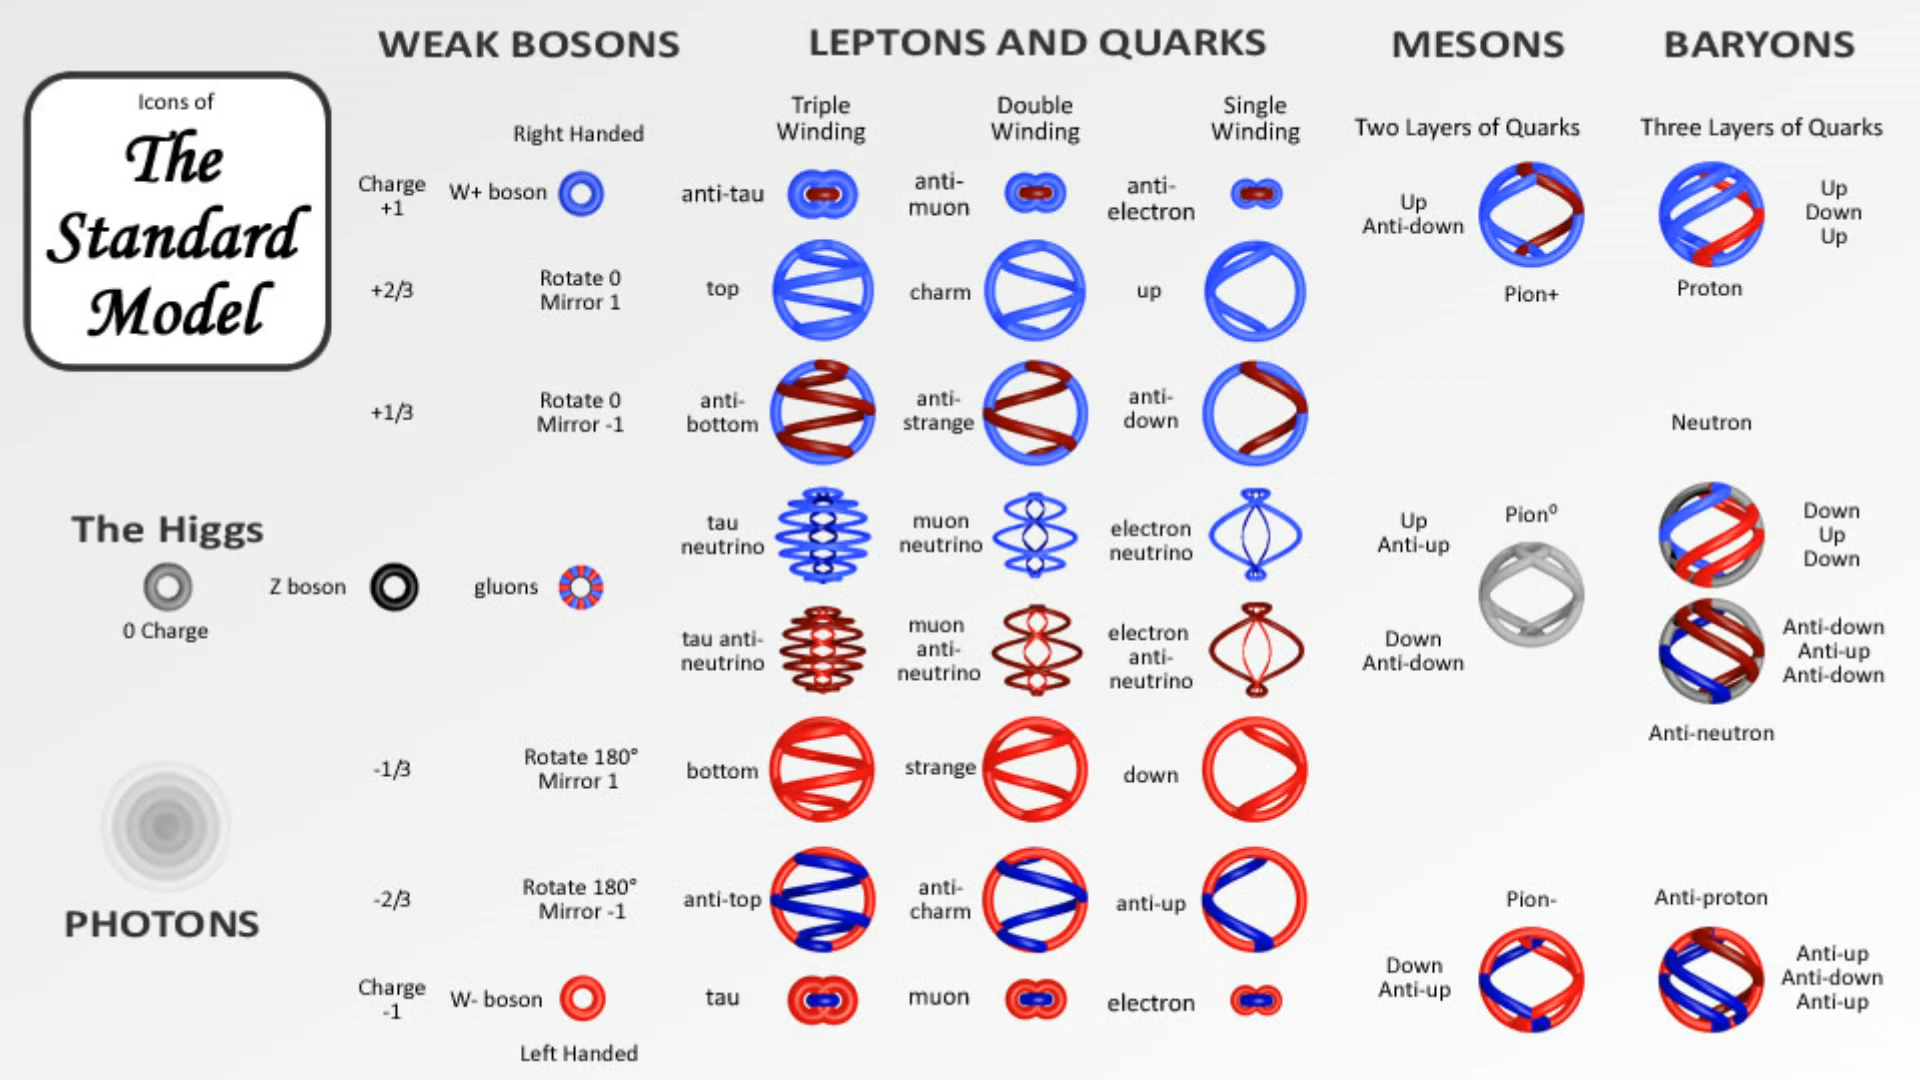 WEAK BOSONS
LEPTONS AND QUARKS
MESONS
BARYONS
Icons of
The
Standard
Model
Triple
Winding
Double
Winding
Single
Winding
Two Layers of Quarks
Three Layers of Quarks
Right Handed
Charge
+1
W+ boson
anti-tau
anti-
muon
anti-
electron
Up
Anti-down
Pion+
Up
Down
Up
Proton
+2/3
Rotate 0
Mirror 1
top
charm
up
+1/3
Rotate 0
Mirror -1
anti-
bottom
anti-
strange
anti-
down
Neutron
The Higgs
0 Charge
Z boson
gluons
tau
neutrino
muon
neutrino
electron
neutrino
Up
Anti-up
Pion⁰
Down
Up
Down
tau anti-
neutrino
muon
anti-
neutrino
electron
anti-
neutrino
Down
Anti-down
Anti-down
Anti-up
Anti-down
Anti-neutron
-1/3
Rotate 180°
Mirror 1
bottom
strange
down
PHOTONS
-2/3
Rotate 180°
Mirror -1
anti-top
anti-
charm
anti-up
Pion-
Anti-proton
Charge
-1
W- boson
tau
muon
electron
Down
Anti-up
Anti-up
Anti-down
Anti-up
Left Handed